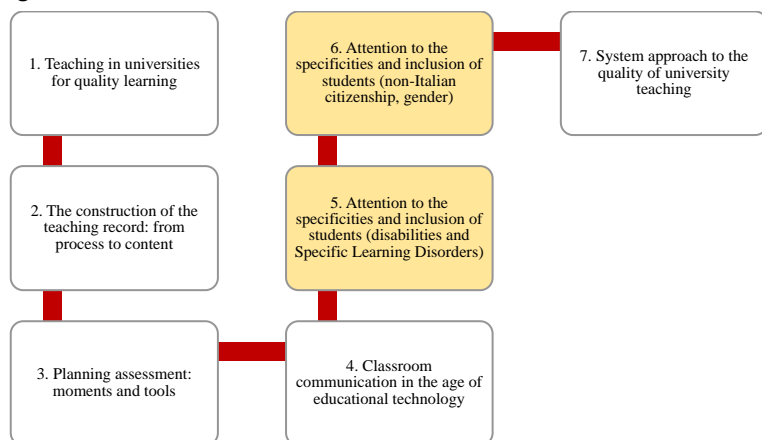 1. Teaching in universities
for quality learning
2. The construction of the
teaching record: from
process to content
3. Planning assessment:
moments and tools
4. Classroom
communication in the age of
educational technology
5. Attention to the
specificities and inclusion of
students (disabilities and
Specific Learning Disorders)
6. Attention to the
specificities and inclusion of
students (non-Italian
citizenship, gender)
7. System approach to the
quality of university
teaching